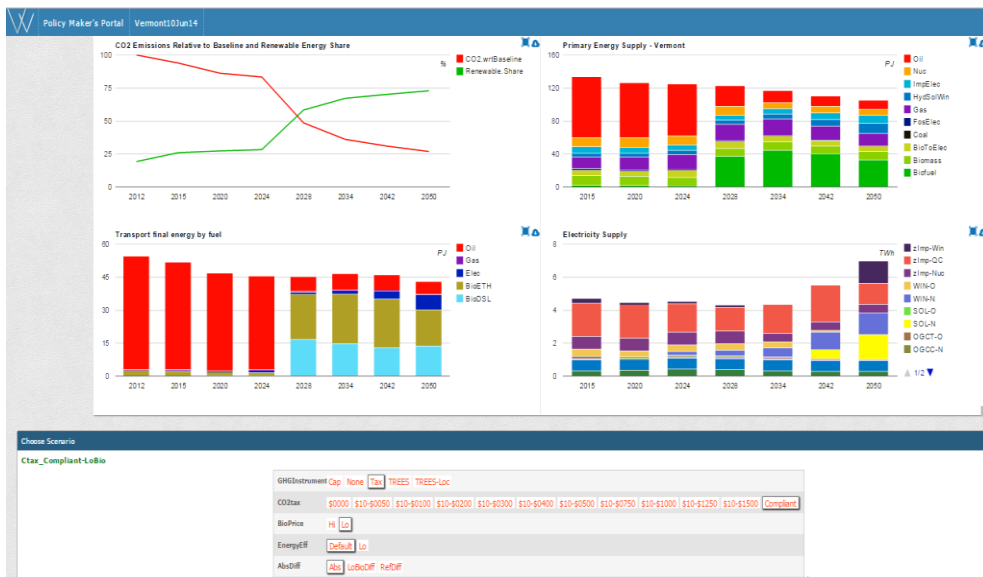 Policy Maker's Portal Vermont10Jun14
CO2 Emissions Relative to Baseline and Renewable Energy Share
100
75
50
25
0
%
CO2.wrtBaseline
Renewable.Share
2012 2016 2020 2024 2028 2034 2042 2050
Primary Energy Supply - Vermont
160
120
80
40
0
PJ
Oil
Nuc
ImpElec
HydSolWin
Gas
FosElec
Coal
BioToElec
Biomass
Biofuel
2015 2020 2024 2028 2034 2042 2050
Transport final energy by fuel
60
45
30
15
0
PJ
Oil
Gas
Elec
BioETH
BioDSL
2012 2015 2020 2024 2028 2034 2042 2050
Electricity Supply
8
6
4
2
0
TWh
zImp-Win
zImp-QC
zImp-Nuc
WIN-O
WIN-N
SOL-O
SOL-N
OGCT-O
OGCC-N
1/2
2015 2020 2024 2028 2034 2042 2050
Choose Scenario
Ctax_Compliant-LoBio
GHGInstrument Cap None Tax TREES TREES-Loc
CO2tax $0000 $10-$0050 $10-$0100 $10-$0200 $10-$0300 $10-$0400 $10-$0500 $10-$0750 $10-$1000 $10-$1250 $10-$1500 Compliant
BioPrice Hi Lo
EnergyEff Default Lo
AbsDiff Abs LoBioDiff RefDiff